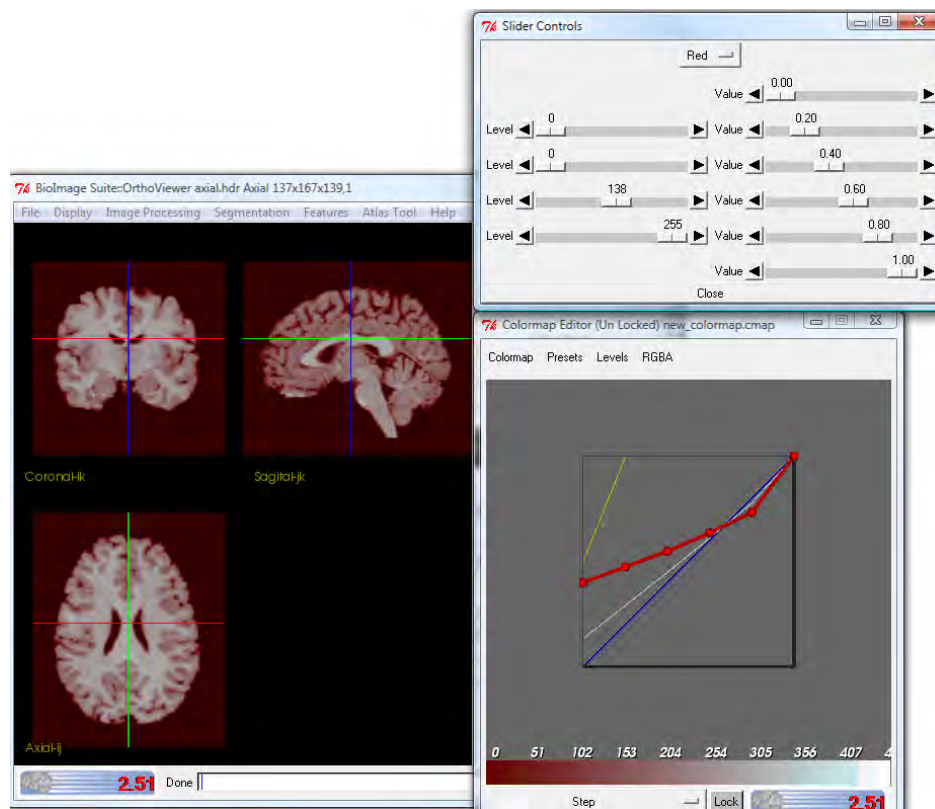 Slider Controls
Red
Value 0.00
Level 0 Value 0.20
Level 0 Value 0.40
Level 138 Value 0.60
Level 255 Value 0.80
Value 1.00
Close
BioImage Suite::OrthoViewer axial.hdr Axial 137x167x139,1
File Display Image Processing Segmentation Features Atlas Tool Help
Coronal-ik
Sagital-jk
Axial-ij
2.51 Done
Colormap Editor (Un Locked) new_colormap.cmap
Colormap Presets Levels RGBA
0 51 102 153 204 254 305 356 407 4
Step Lock 2.51